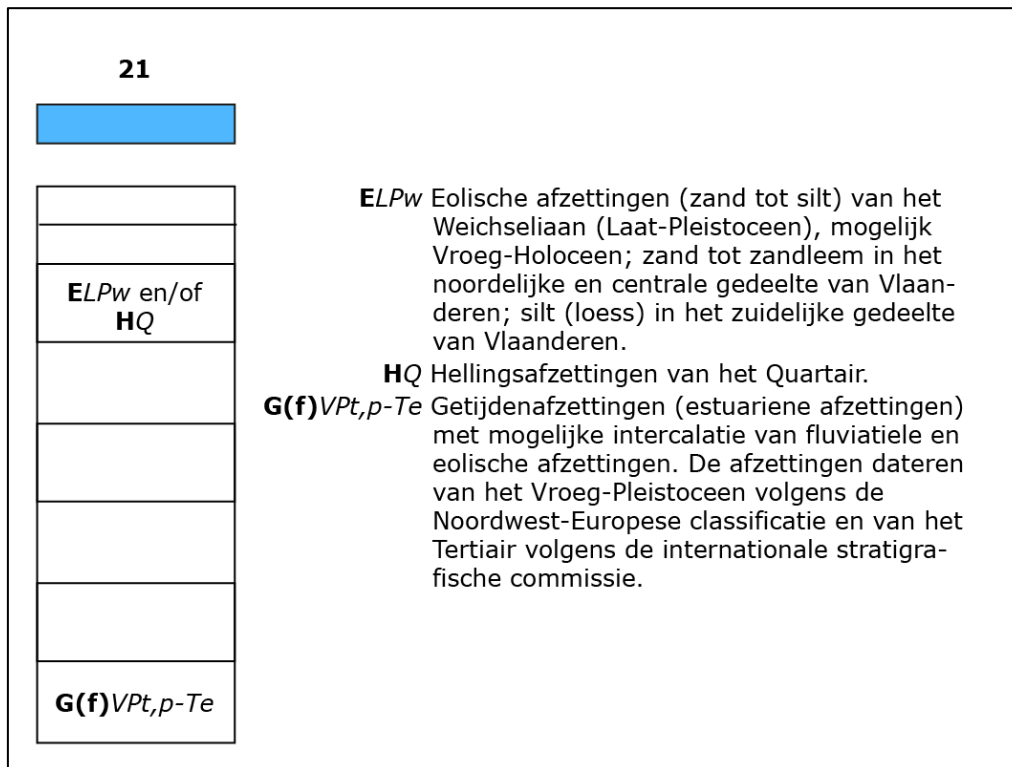 21
ELPw en/of
HQ
G(f)VPt,p-Te
ELPw Eolische afzettingen (zand tot silt) van het
Weichseliaan (Laat-Pleistoceen), mogelijk
Vroeg-Holoceen; zand tot zandleem in het
noordelijke en centrale gedeelte van Vlaan-
deren; silt (loess) in het zuidelijke gedeelte
van Vlaanderen.
HQ Hellingsafzettingen van het Quartair.
G(f)VPt,p-Te Getijdenafzettingen (estuariene afzettingen)
met mogelijke intercalatie van fluviatiele en
eolische afzettingen. De afzettingen dateren
van het Vroeg-Pleistoceen volgens de
Noordwest-Europese classificatie en van het
Tertiair volgens de internationale stratigra-
fische commissie.